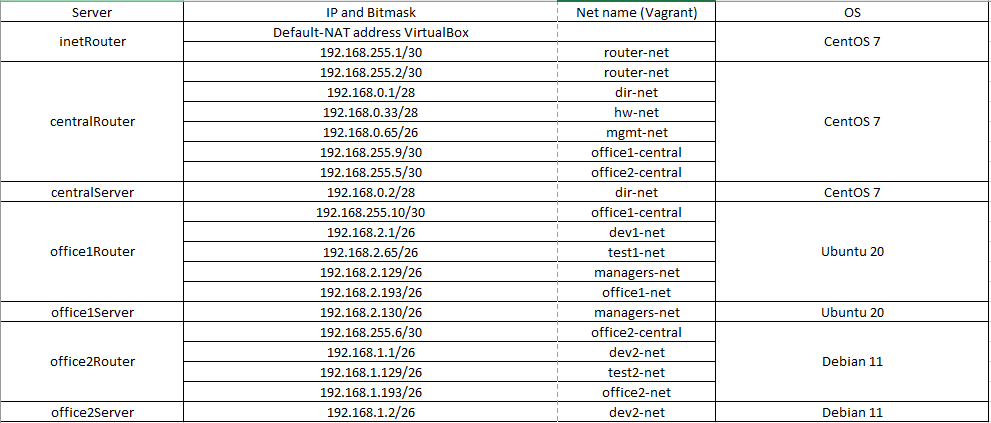 Server IP and Bitmask Net name (Vagrant) OS
inetRouter Default-NAT address VirtualBox CentOS 7
192.168.255.1/30 router-net
centralRouter 192.168.255.2/30 router-net CentOS 7
192.168.0.1/28 dir-net
192.168.0.33/28 hw-net
192.168.0.65/26 mgmt-net
192.168.255.9/30 office1-central
192.168.255.5/30 office2-central
centralServer 192.168.0.2/28 dir-net CentOS 7
office1Router 192.168.255.10/30 office1-central Ubuntu 20
192.168.2.1/26 dev1-net
192.168.2.65/26 test1-net
192.168.2.129/26 managers-net
192.168.2.193/26 office1-net
office1Server 192.168.2.130/26 managers-net Ubuntu 20
office2Router 192.168.255.6/30 office2-central Debian 11
192.168.1.1/26 dev2-net
192.168.1.129/26 test2-net
192.168.1.193/26 office2-net
office2Server 192.168.1.2/26 dev2-net Debian 11